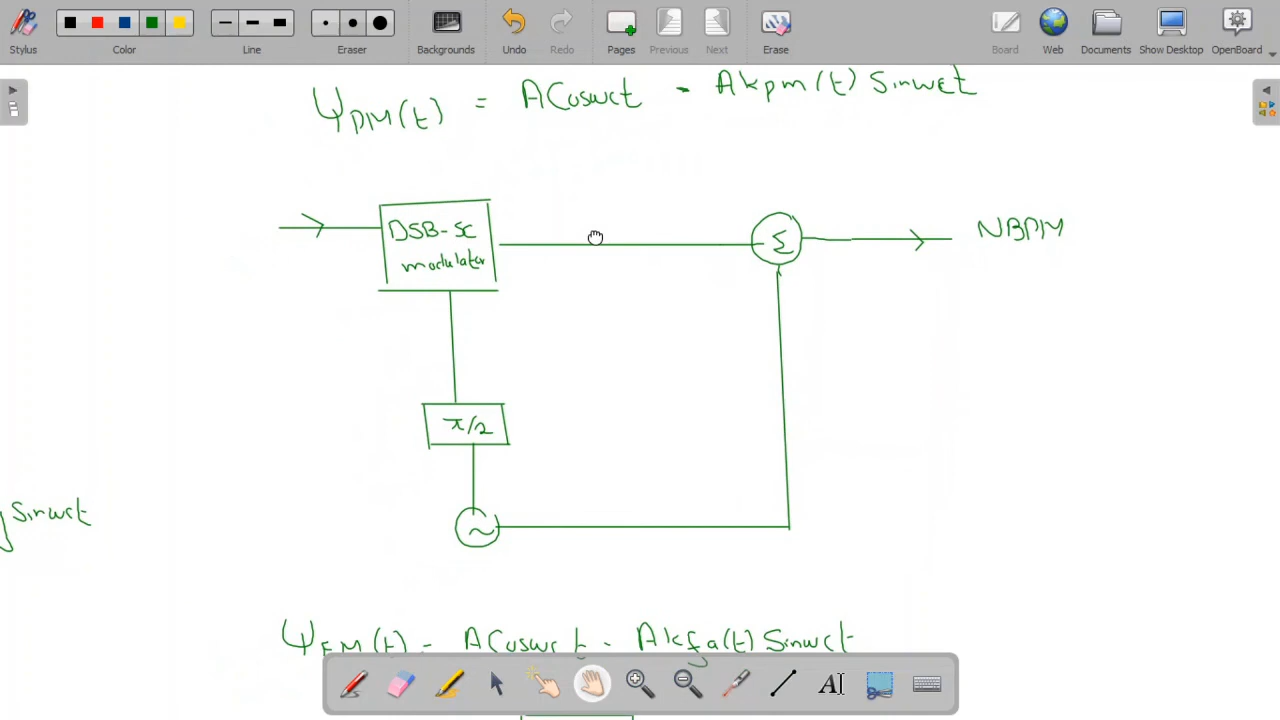 Stylus Color Line Eraser Backgrounds Undo Redo Pages Previous Next Erase Board Web Documents Show Desktop OpenBoard
ΨPM(t) = ACosωct - Akpm(t) Sinωct
DSB-SC
modulator
Σ
NBPM
π/2
~
Sinωct
ΨFM(t) = ACosωct - Akfa(t) Sinωct